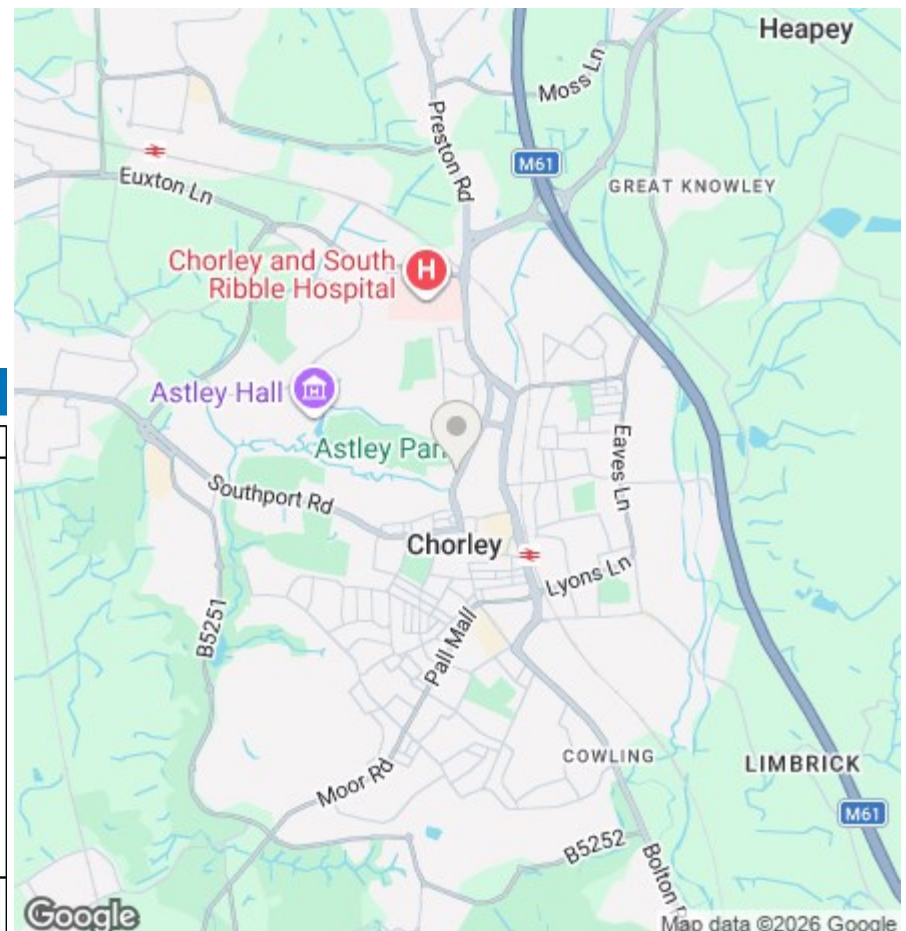 Heapey
Moss Ln
Preston Rd
M61
Euxton Ln
GREAT KNOWLEY
Chorley and South
Ribble Hospital
H
Astley Hall
Astley Par
Eaves Ln
Southport Rd
Chorley
Lyons Ln
B5251
Pall Mall
COWLING
LIMBRICK
Moor Rd
M61
B5252
Bolton R
Google
Map data ©2026 Google